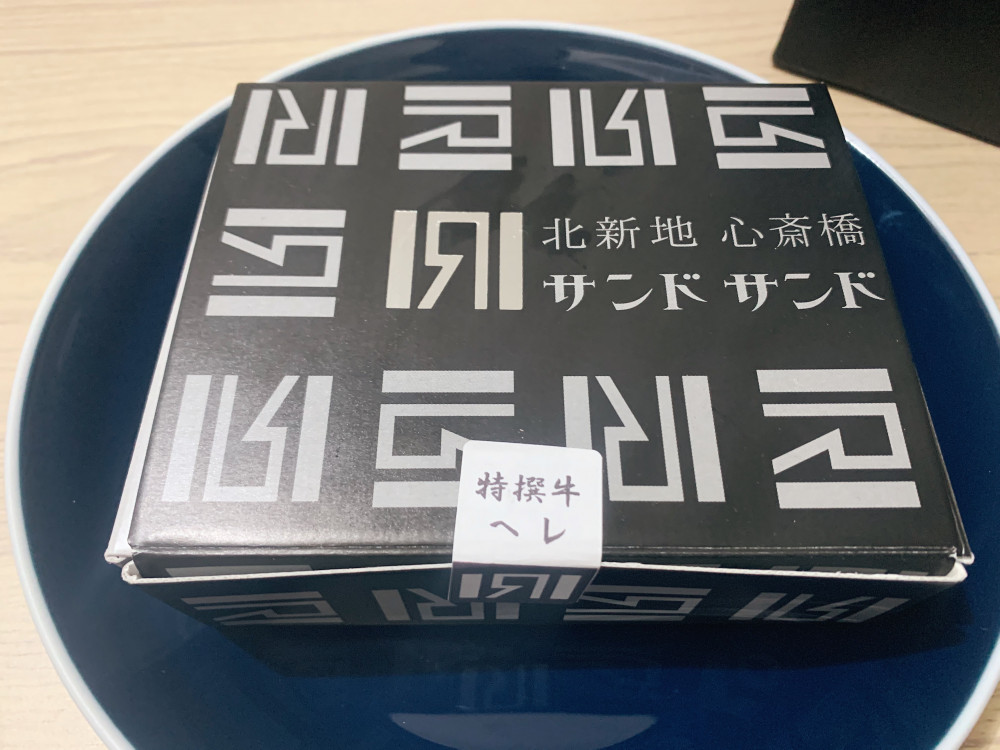 北新地 心斎橋
サンド サンド
特撰牛
ヘレ